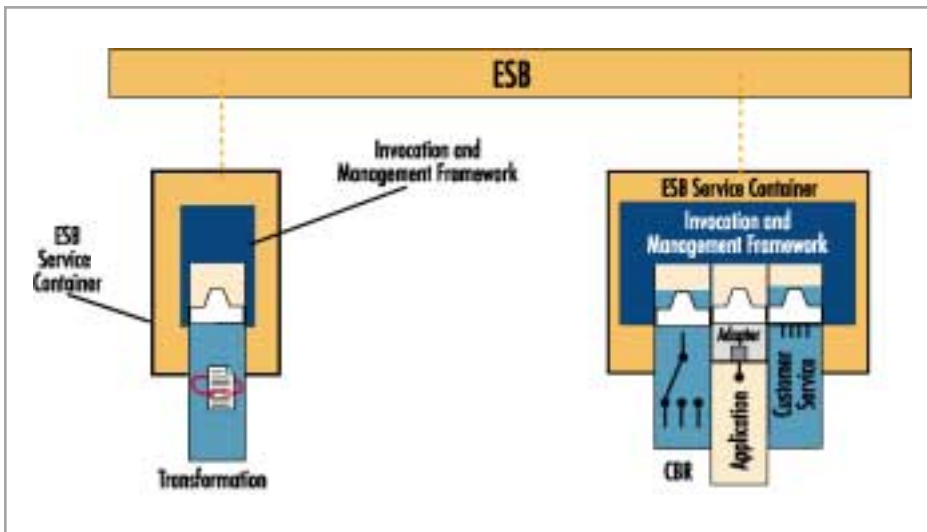 ESB
Invocation and
Management Framework
ESB
Service
Container
Transformation
ESB Service Container
Invocation and
Management Framework
Adapter
Application
Customer
Service
CBR